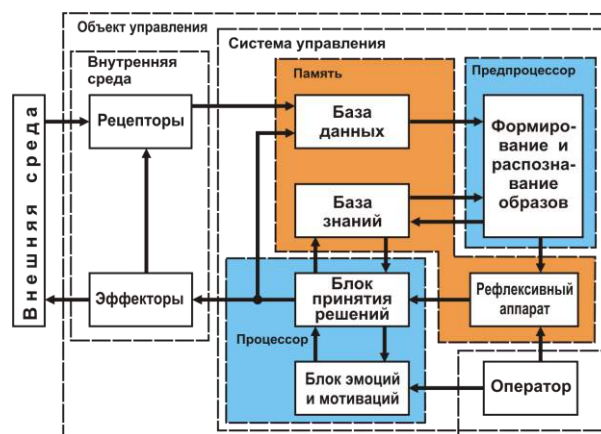 Объект управления
Система управления
Внутренняя
среда
Память
Предпроцессор
Внешняя среда
Рецепторы
База
данных
Формиро-
вание и
распозна-
вание
образов
База
знаний
Эффекторы
Блок
принятия
решений
Рефлексивный
аппарат
Процессор
Блок эмоций
и мотиваций
Оператор